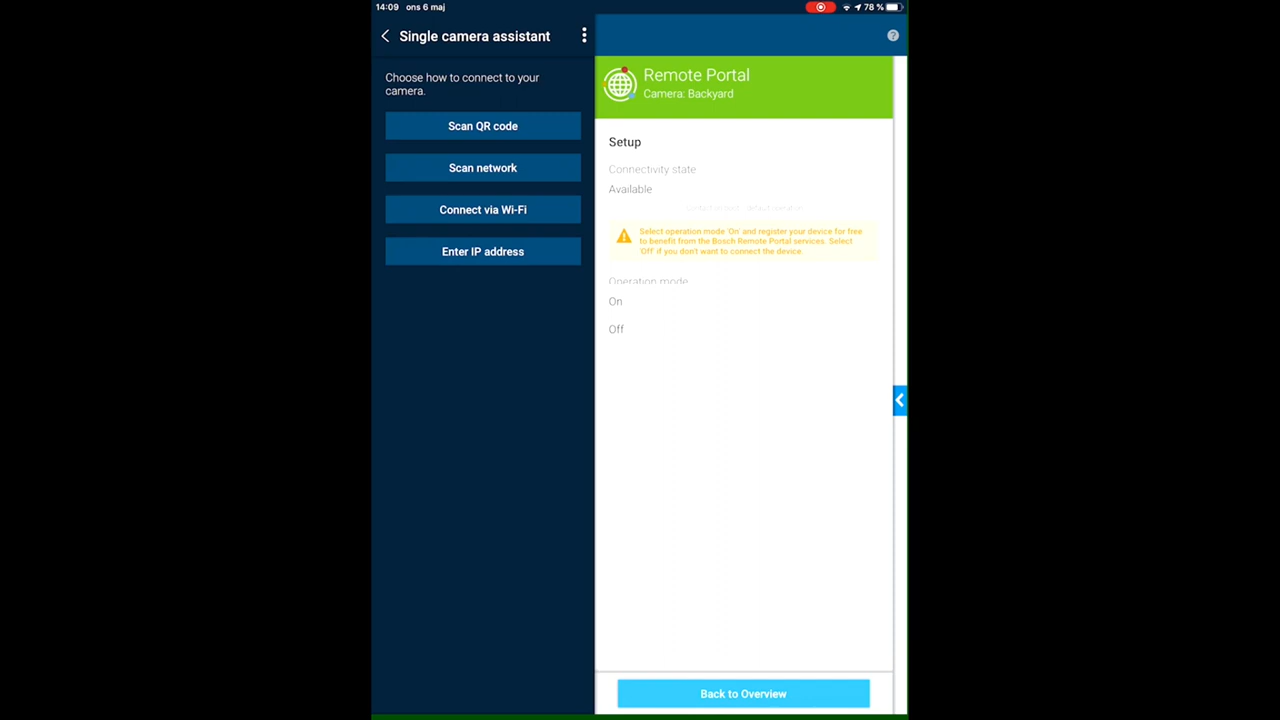 14:09 ons 6 maj
78 %
Single camera assistant
Choose how to connect to your
camera.
Scan QR code
Scan network
Connect via Wi-Fi
Enter IP address
Remote Portal
Camera: Backyard
Setup
Connectivity state
Available
Select operation mode 'On' and register your device for free
to benefit from the Bosch Remote Portal services. Select
'Off' if you don't want to connect the device.
Operation mode
On
Off
Back to Overview